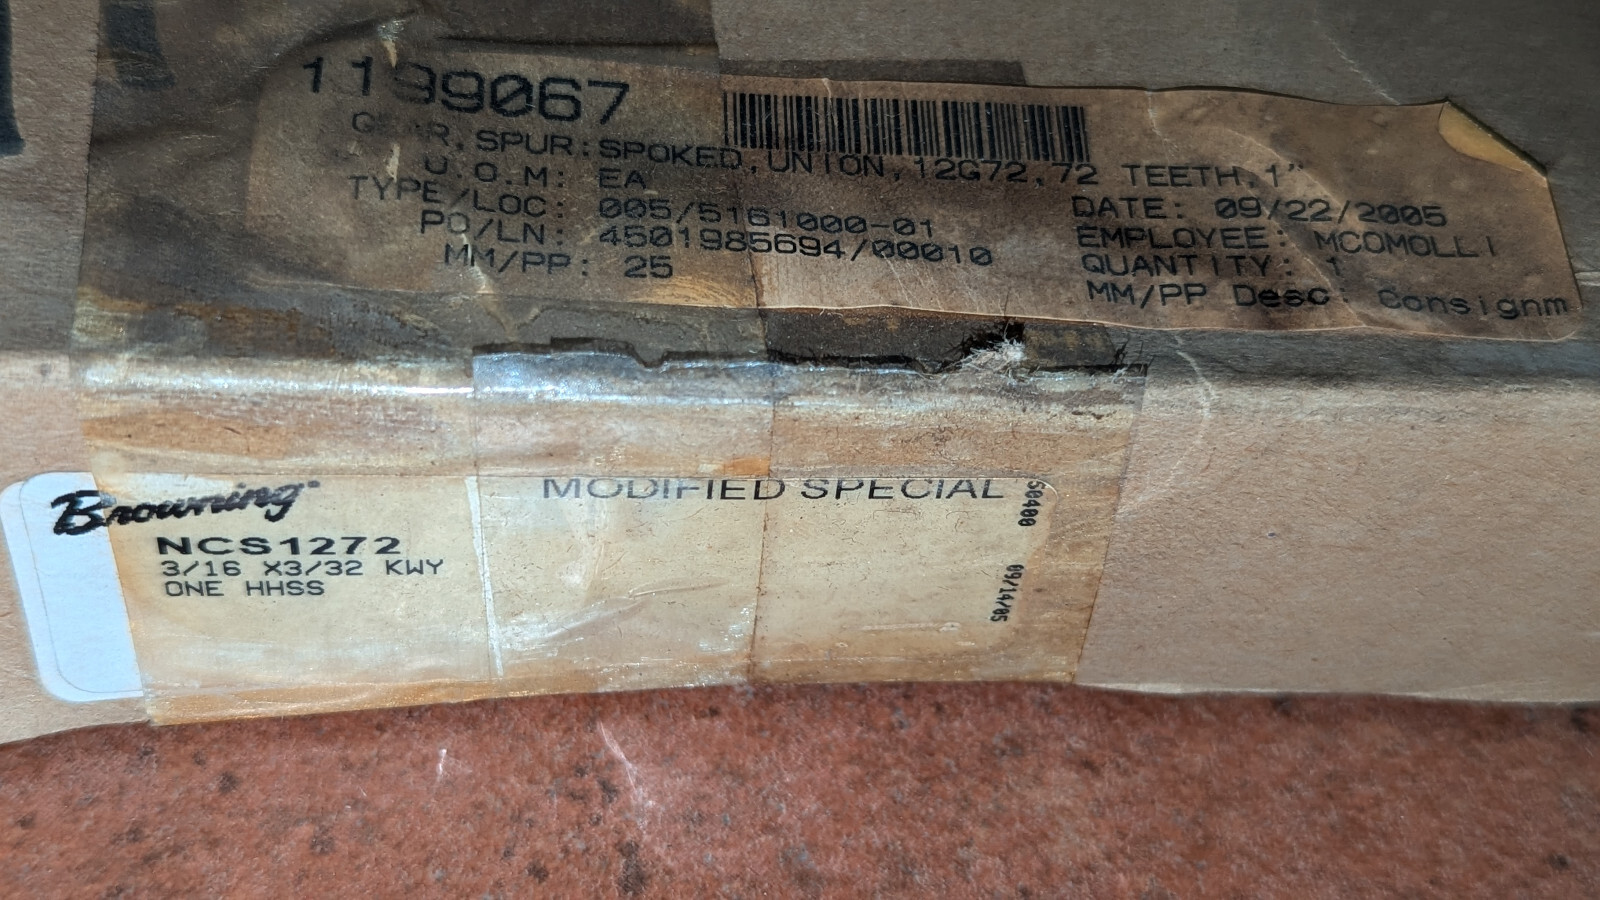 1199067
GEAR,SPUR:SPOKED,UNION,12G72,72 TEETH,1"
U.O.M: EA
TYPE/LOC: 005/5161000-01
DATE: 09/22/2005
PO/LN: 4501985694/00010
EMPLOYEE: MCOMOLLI
MM/PP: 25
QUANTITY: 1
MM/PP Desc: Consignm
Browning
MODIFIED SPECIAL
NCS1272
3/16 X3/32 KWY
ONE HHSS
50400
09/14/05